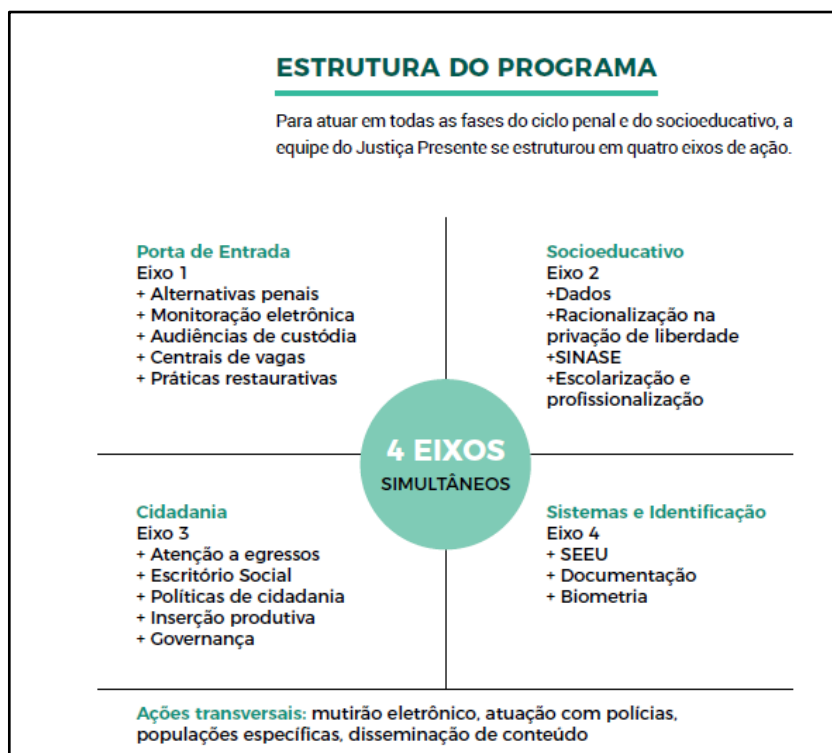 ESTRUTURA DO PROGRAMA
Para atuar em todas as fases do ciclo penal e do socioeducativo, a
equipe do Justiça Presente se estruturou em quatro eixos de ação.
Porta de Entrada
Eixo 1
+ Alternativas penais
+ Monitoração eletrônica
+ Audiências de custódia
+ Centrais de vagas
+ Práticas restaurativas
Socioeducativo
Eixo 2
+Dados
+Racionalização na
privação de liberdade
+SINASE
+Escolarização e
profissionalização
4 EIXOS
SIMULTÂNEOS
Cidadania
Eixo 3
+ Atenção a egressos
+ Escritório Social
+ Políticas de cidadania
+ Inserção produtiva
+ Governança
Sistemas e Identificação
Eixo 4
+ SEEU
+ Documentação
+ Biometria
Ações transversais: mutirão eletrônico, atuação com polícias,
populações específicas, disseminação de conteúdo